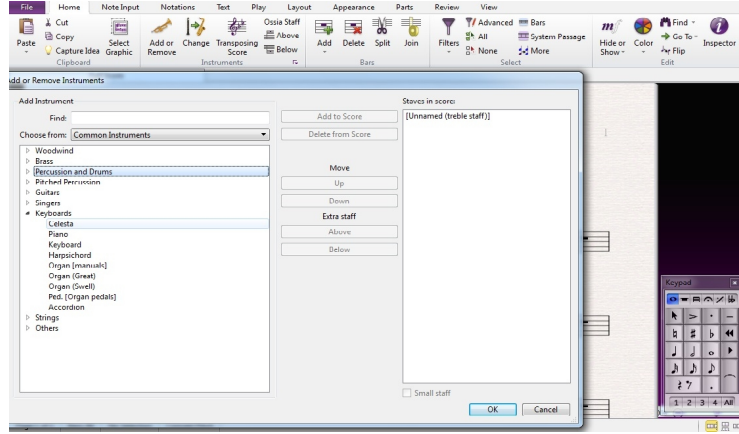 File Home Note Input Notations Text Play Layout Appearance Parts Review View
Cut
Copy
Capture Idea
Paste
Select Graphic
Clipboard
Add or Remove
Change
Transposing Score
Ossia Staff
Above
Below
Instruments
Add
Delete
Split
Join
Bars
Filters
Advanced
All
None
Bars
System Passage
More
Select
Hide or Show
Color
Find
Go To
Flip
Inspector
Edit
Add or Remove Instruments
Add Instrument
Find:
Choose from: Common Instruments
Woodwind
Brass
Percussion and Drums
Pitched Percussion
Guitars
Singers
Keyboards
Celesta
Piano
Keyboard
Harpsichord
Organ [manuals]
Organ (Great)
Organ (Swell)
Ped. [Organ pedals]
Accordion
Strings
Others
Add to Score
Delete from Score
Move
Up
Down
Extra staff
Above
Below
Staves in score:
[Unnamed (treble staff)]
Small staff
OK Cancel
Keypad
1 2 3 4 All